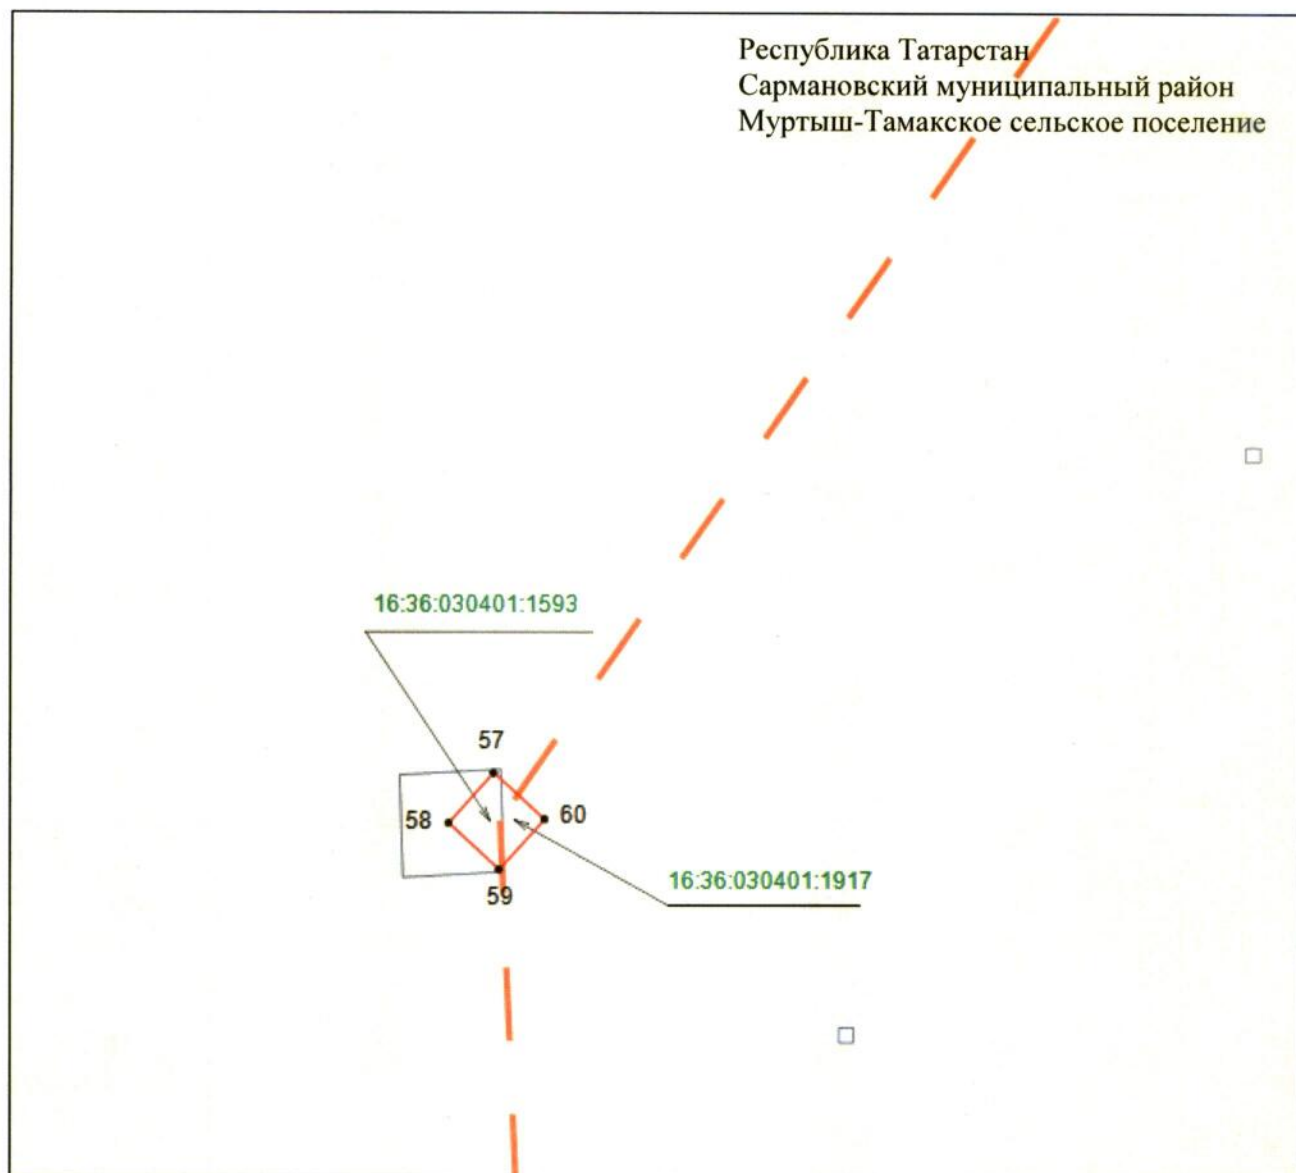 Республика Татарстан
Сармановский муниципальный район
Муртыш-Тамакское сельское поселение
16:36:030401:1593
57
58
60
16:36:030401:1917
59